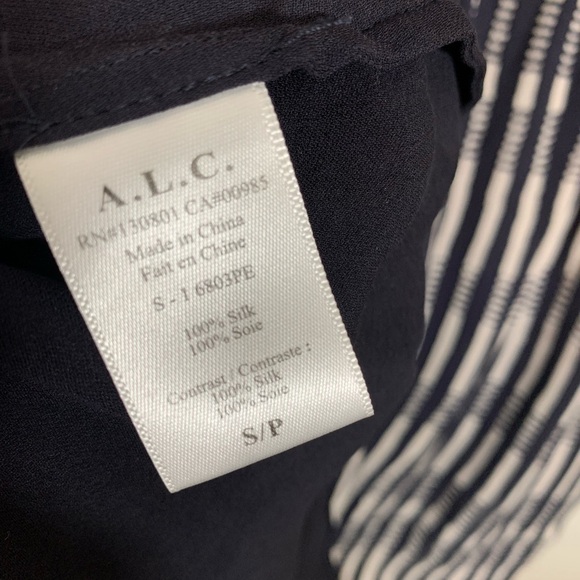 A.L.C.
RN#130801 CA#00985
Made in China
Fait en Chine
S - 1 6803PE
100% Silk
100% Soie
Contrast / Contraste :
100% Silk
100% Soie
S/P